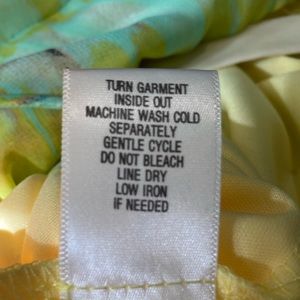 TURN GARMENT
INSIDE OUT
MACHINE WASH COLD
SEPARATELY
GENTLE CYCLE
DO NOT BLEACH
LINE DRY
LOW IRON
IF NEEDED